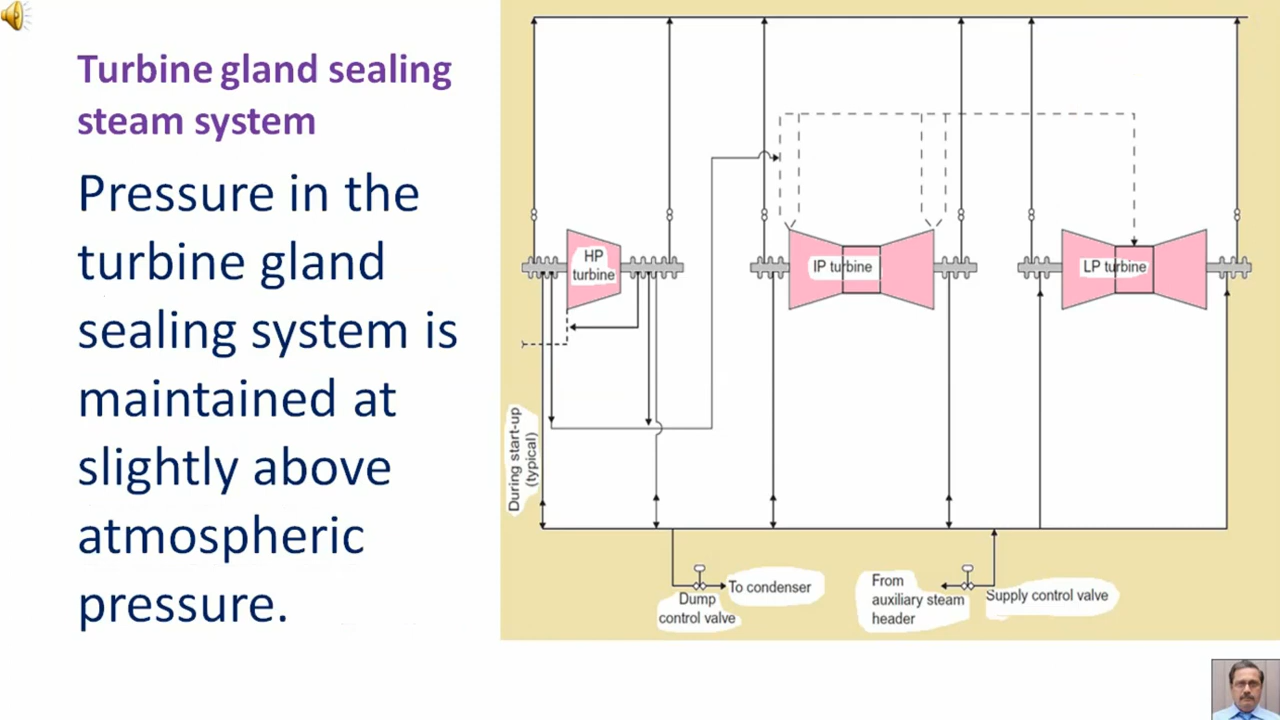 Turbine gland sealing
steam system
Pressure in the
turbine gland
sealing system is
maintained at
slightly above
atmospheric
pressure.
HP
turbine
IP turbine
LP turbine
During start-up
(typical)
To condenser
Dump
control valve
From
auxiliary steam
header
Supply control valve